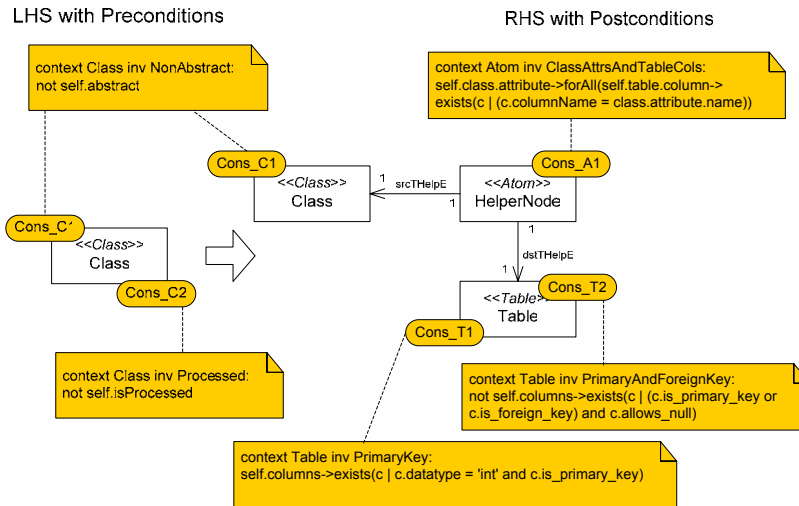 LHS with Preconditions
RHS with Postconditions
context Class inv NonAbstract:
not self.abstract
context Atom inv ClassAttrsAndTableCols:
self.class.attribute->forAll(self.table.column->
exists(c | (c.columnName = class.attribute.name))
Cons_C1
<<Class>>
Class
1
srcTHelpE
1
Cons_A1
<<Atom>>
HelperNode
Cons_C1
<<Class>>
Class
Cons_C2
1
dstTHelpE
1
Cons_T2
<<Table>>
Table
Cons_T1
context Class inv Processed:
not self.isProcessed
context Table inv PrimaryAndForeignKey:
not self.columns->exists(c | (c.is_primary_key or
c.is_foreign_key) and c.allows_null)
context Table inv PrimaryKey:
self.columns->exists(c | c.datatype = 'int' and c.is_primary_key)